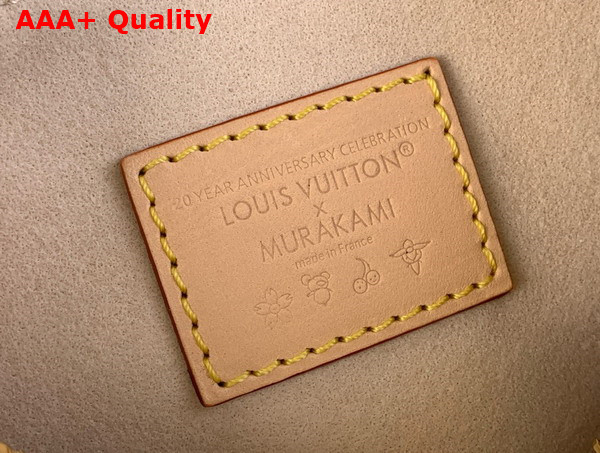 AAA+ Quality
20 YEAR ANNIVERSARY CELEBRATION
LOUIS VUITTON®
x
MURAKAMI
made in France